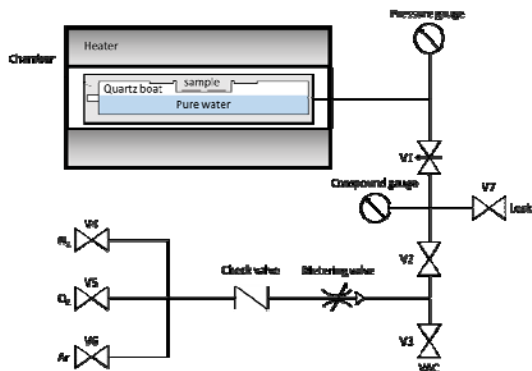 Pressure gauge
Heater
Chamber
sample
Quartz boat
Pure water
V1
Compound gauge
V7
Leak
V4
V2
Check valve
Metering valve
V5
O₂
V6
Ar
V3
VAC